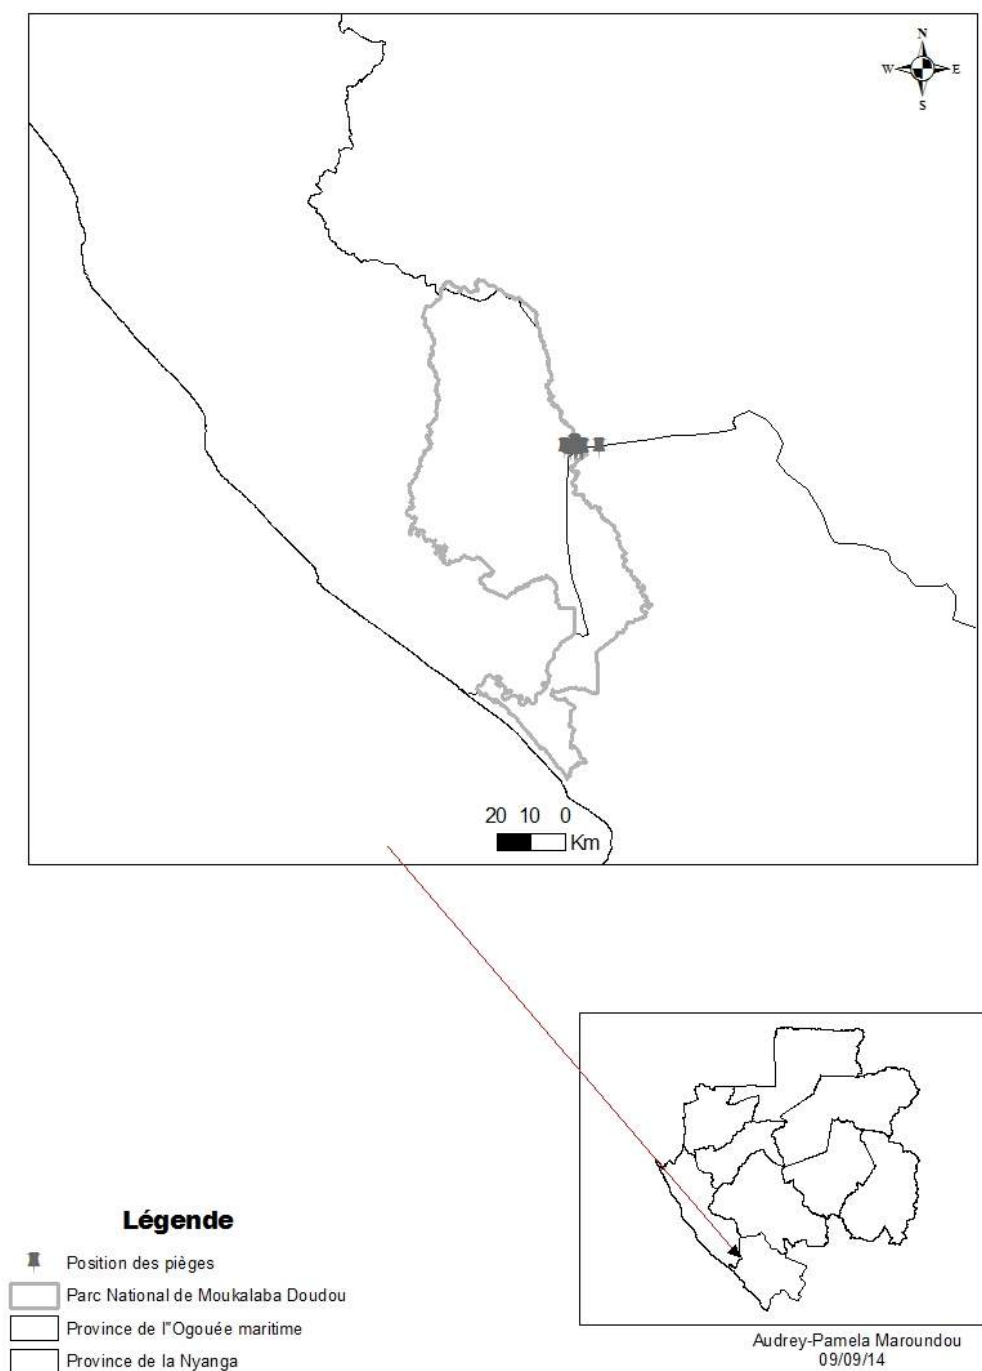 N
W E
S
20 10 0
Km
Légende
Position des pièges
Parc National de Moukalaba Doudou
Province de l"Ogouée maritime
Province de la Nyanga
Audrey-Pamela Maroundou
09/09/14